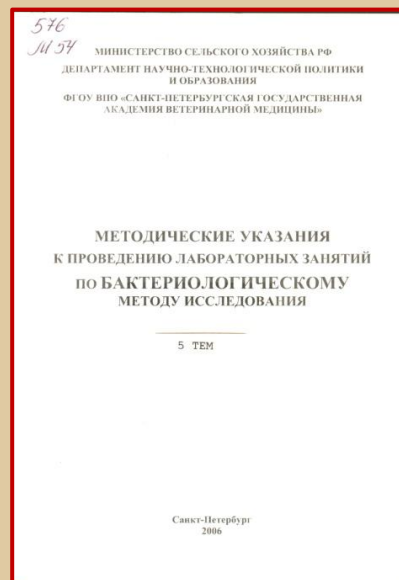 576
М 54
МИНИСТЕРСТВО СЕЛЬСКОГО ХОЗЯЙСТВА РФ
ДЕПАРТАМЕНТ НАУЧНО-ТЕХНОЛОГИЧЕСКОЙ ПОЛИТИКИ
И ОБРАЗОВАНИЯ
ФГОУ ВПО «САНКТ-ПЕТЕРБУРГСКАЯ ГОСУДАРСТВЕННАЯ
АКАДЕМИЯ ВЕТЕРИНАРНОЙ МЕДИЦИНЫ»
МЕТОДИЧЕСКИЕ УКАЗАНИЯ
К ПРОВЕДЕНИЮ ЛАБОРАТОРНЫХ ЗАНЯТИЙ
ПО БАКТЕРИОЛОГИЧЕСКОМУ
МЕТОДУ ИССЛЕДОВАНИЯ
5 ТЕМ
Санкт-Петербург
2006